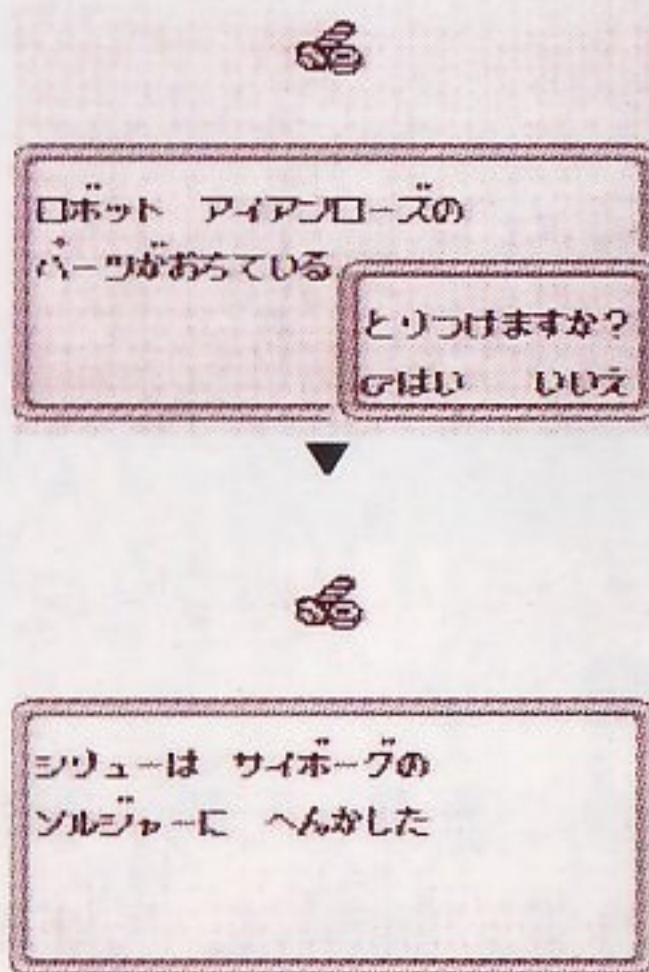 ロボット アイアンローズの
パーツがおちている
とりつけますか?
☞はい いいえ
▼
シリューは サイボーグの
ソルジャーに へんかした